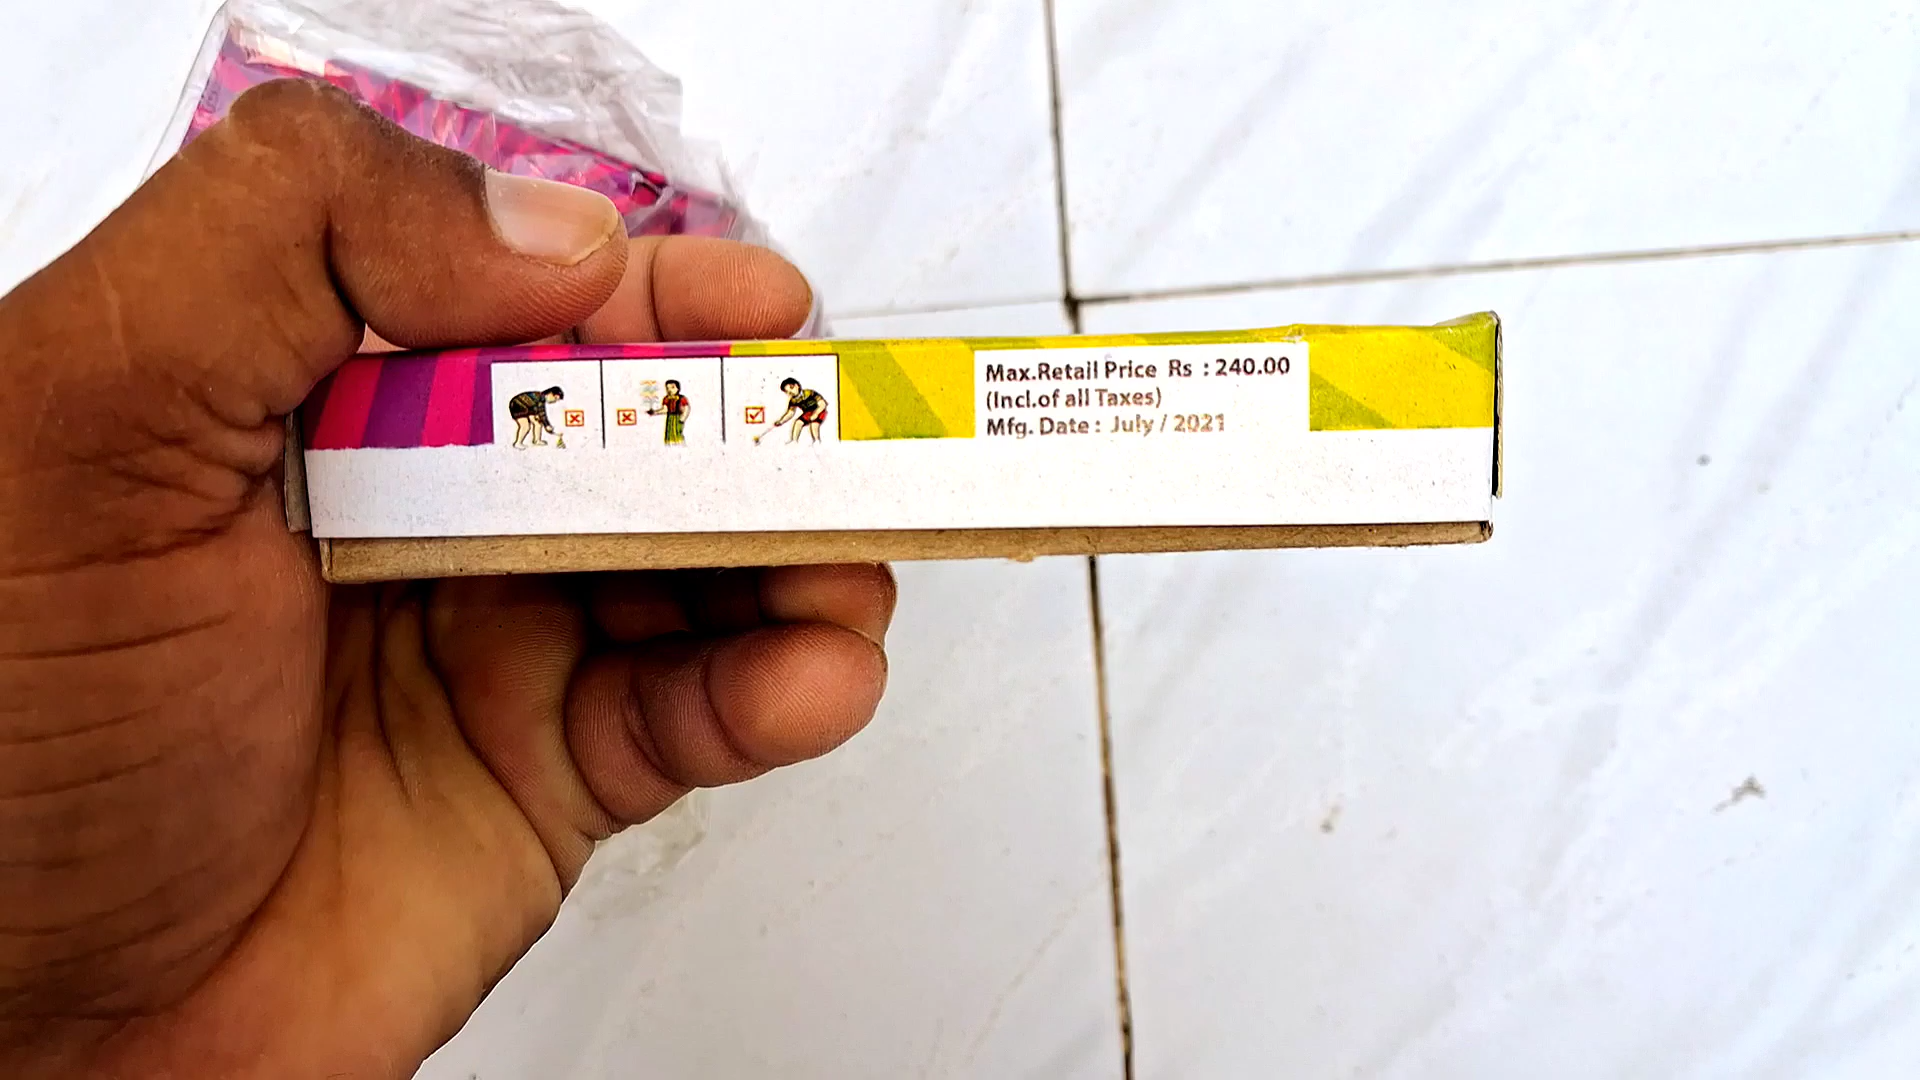 Max.Retail Price Rs : 240.00
(Incl.of all Taxes)
Mfg. Date : July / 2021